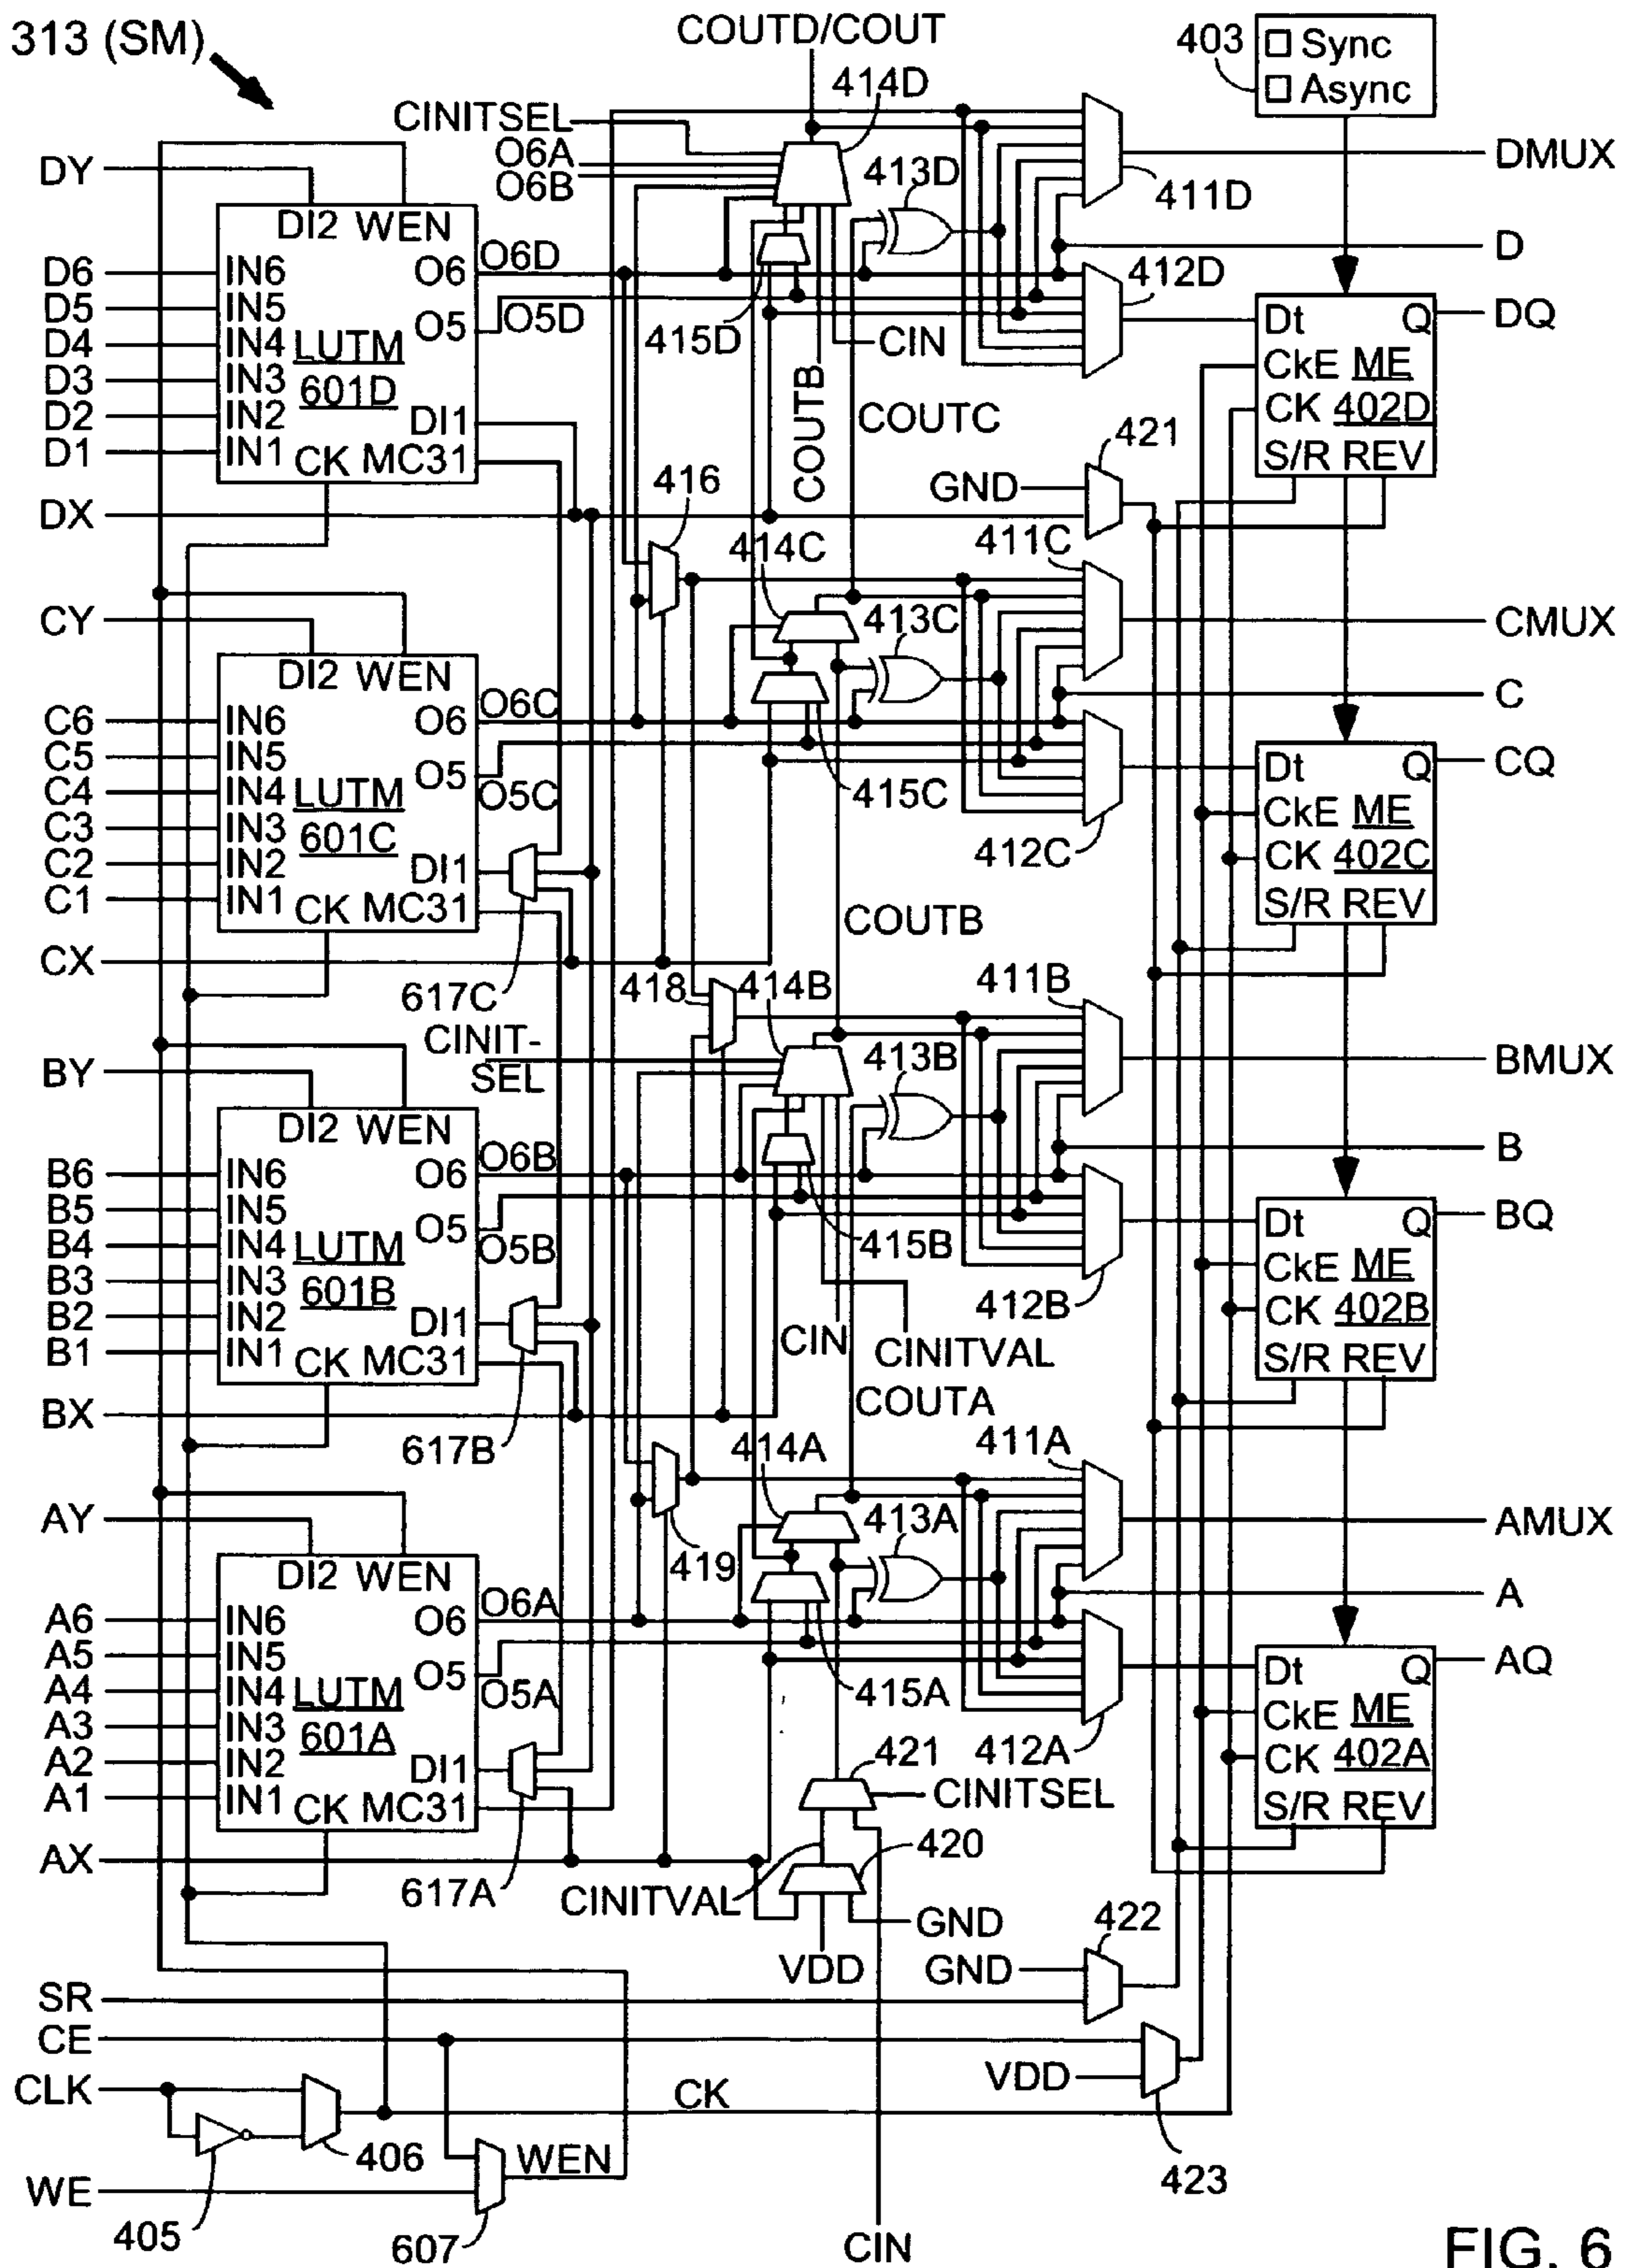 313 (SM)
COUTD/COUT
403
Sync
Async
414D
CINITSEL
O6A
O6B
413D
DMUX
411D
DY
DI2 WEN
D6
D5
D4
D3
D2
D1
IN6
IN5
IN4
IN3
IN2
IN1
LUTM
601D
O6
O5
DI1
CK MC31
O6D
O5D
415D
CIN
COUTB
COUTC
412D
D
Dt
Q
DQ
CkE ME
CK 402D
S/R REV
421
GND
DX
416
414C
411C
413C
CMUX
CY
DI2 WEN
C6
C5
C4
C3
C2
C1
IN6
IN5
IN4
IN3
IN2
IN1
LUTM
601C
O6
O5
DI1
CK MC31
O6C
O5C
415C
412C
C
Dt
Q
CQ
CkE ME
CK 402C
S/R REV
COUTB
CX
617C
418
414B
411B
CINIT-
SEL
413B
BMUX
BY
DI2 WEN
B6
B5
B4
B3
B2
B1
IN6
IN5
IN4
IN3
IN2
IN1
LUTM
601B
O6
O5
DI1
CK MC31
O6B
O5B
415B
412B
B
Dt
Q
BQ
CkE ME
CK 402B
S/R REV
CIN
CINITVAL
COUTA
BX
617B
414A
411A
413A
AMUX
419
AY
DI2 WEN
A6
A5
A4
A3
A2
A1
IN6
IN5
IN4
IN3
IN2
IN1
LUTM
601A
O6
O5
DI1
CK MC31
O6A
O5A
415A
412A
A
Dt
Q
AQ
CkE ME
CK 402A
S/R REV
421
CINITSEL
420
AX
617A
CINITVAL
GND
VDD
422
GND
SR
CE
VDD
CLK
CK
406
WEN
423
WE
405
607
CIN
FIG. 6